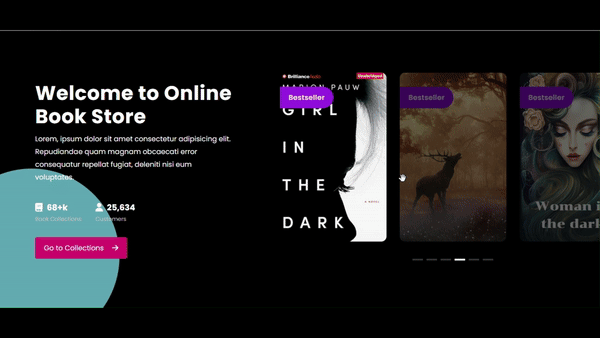 Welcome to Online
Book Store
Lorem, ipsum dolor sit amet consectetur adipisicing elit.
Repudiandae quam magnam obcaecati error
consequatur repellat fugiat, deleniti nisi eum
voluptates.
68+k
Book Collections
25,634
Customers
Go to Collections
Brilliance Audio
Unabridged
MARION PAUW
Bestseller
GIRL
IN
THE
A NOVEL
DARK
Bestseller
Bestseller
Woman i
the dark